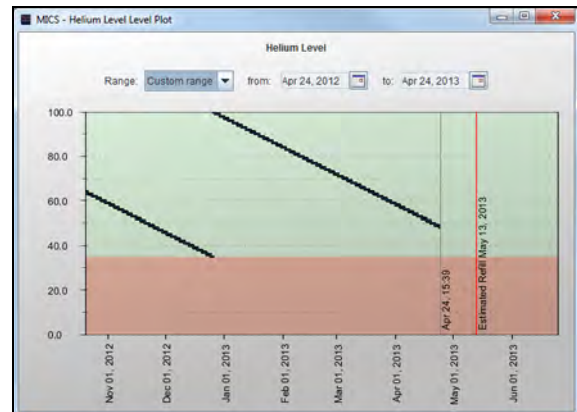 MICS - Helium Level Level Plot
Helium Level
Range: Custom range from: Apr 24, 2012 to: Apr 24, 2013
100.0
80.0
60.0
40.0
20.0
0.0
Apr 24, 15:39
Estimated Refill May 13, 2013
Nov 01, 2012
Dec 01, 2012
Jan 01, 2013
Feb 01, 2013
Mar 01, 2013
Apr 01, 2013
May 01, 2013
Jun 01, 2013